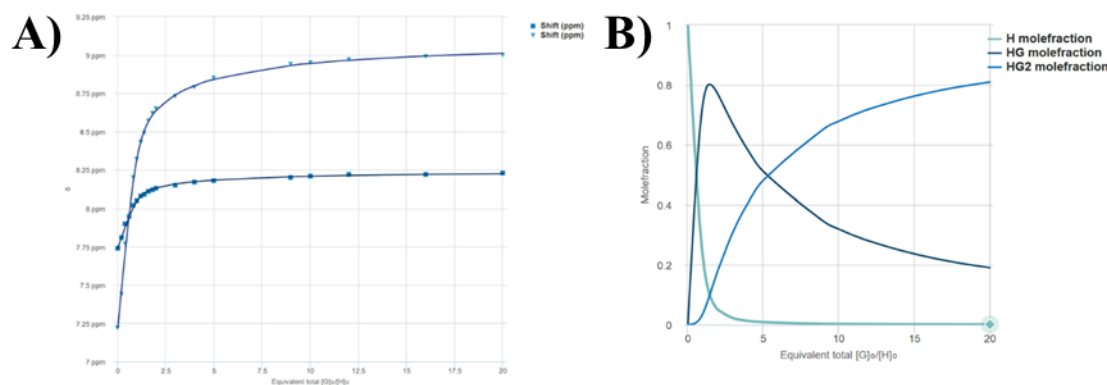 A)
9.25 ppm
9 ppm
8.75 ppm
8.5 ppm
8.25 ppm
8 ppm
7.75 ppm
7.5 ppm
7.25 ppm
7 ppm
δ
0
2.5
5
7.5
10
12.5
15
17.5
20
Equivalent total [G]₀/[H]₀
Shift (ppm)
Shift (ppm)
B)
1
0.8
0.6
0.4
0.2
0
Molefraction
0
5
10
15
20
Equivalent total [G]₀/[H]₀
H molefraction
HG molefraction
HG2 molefraction